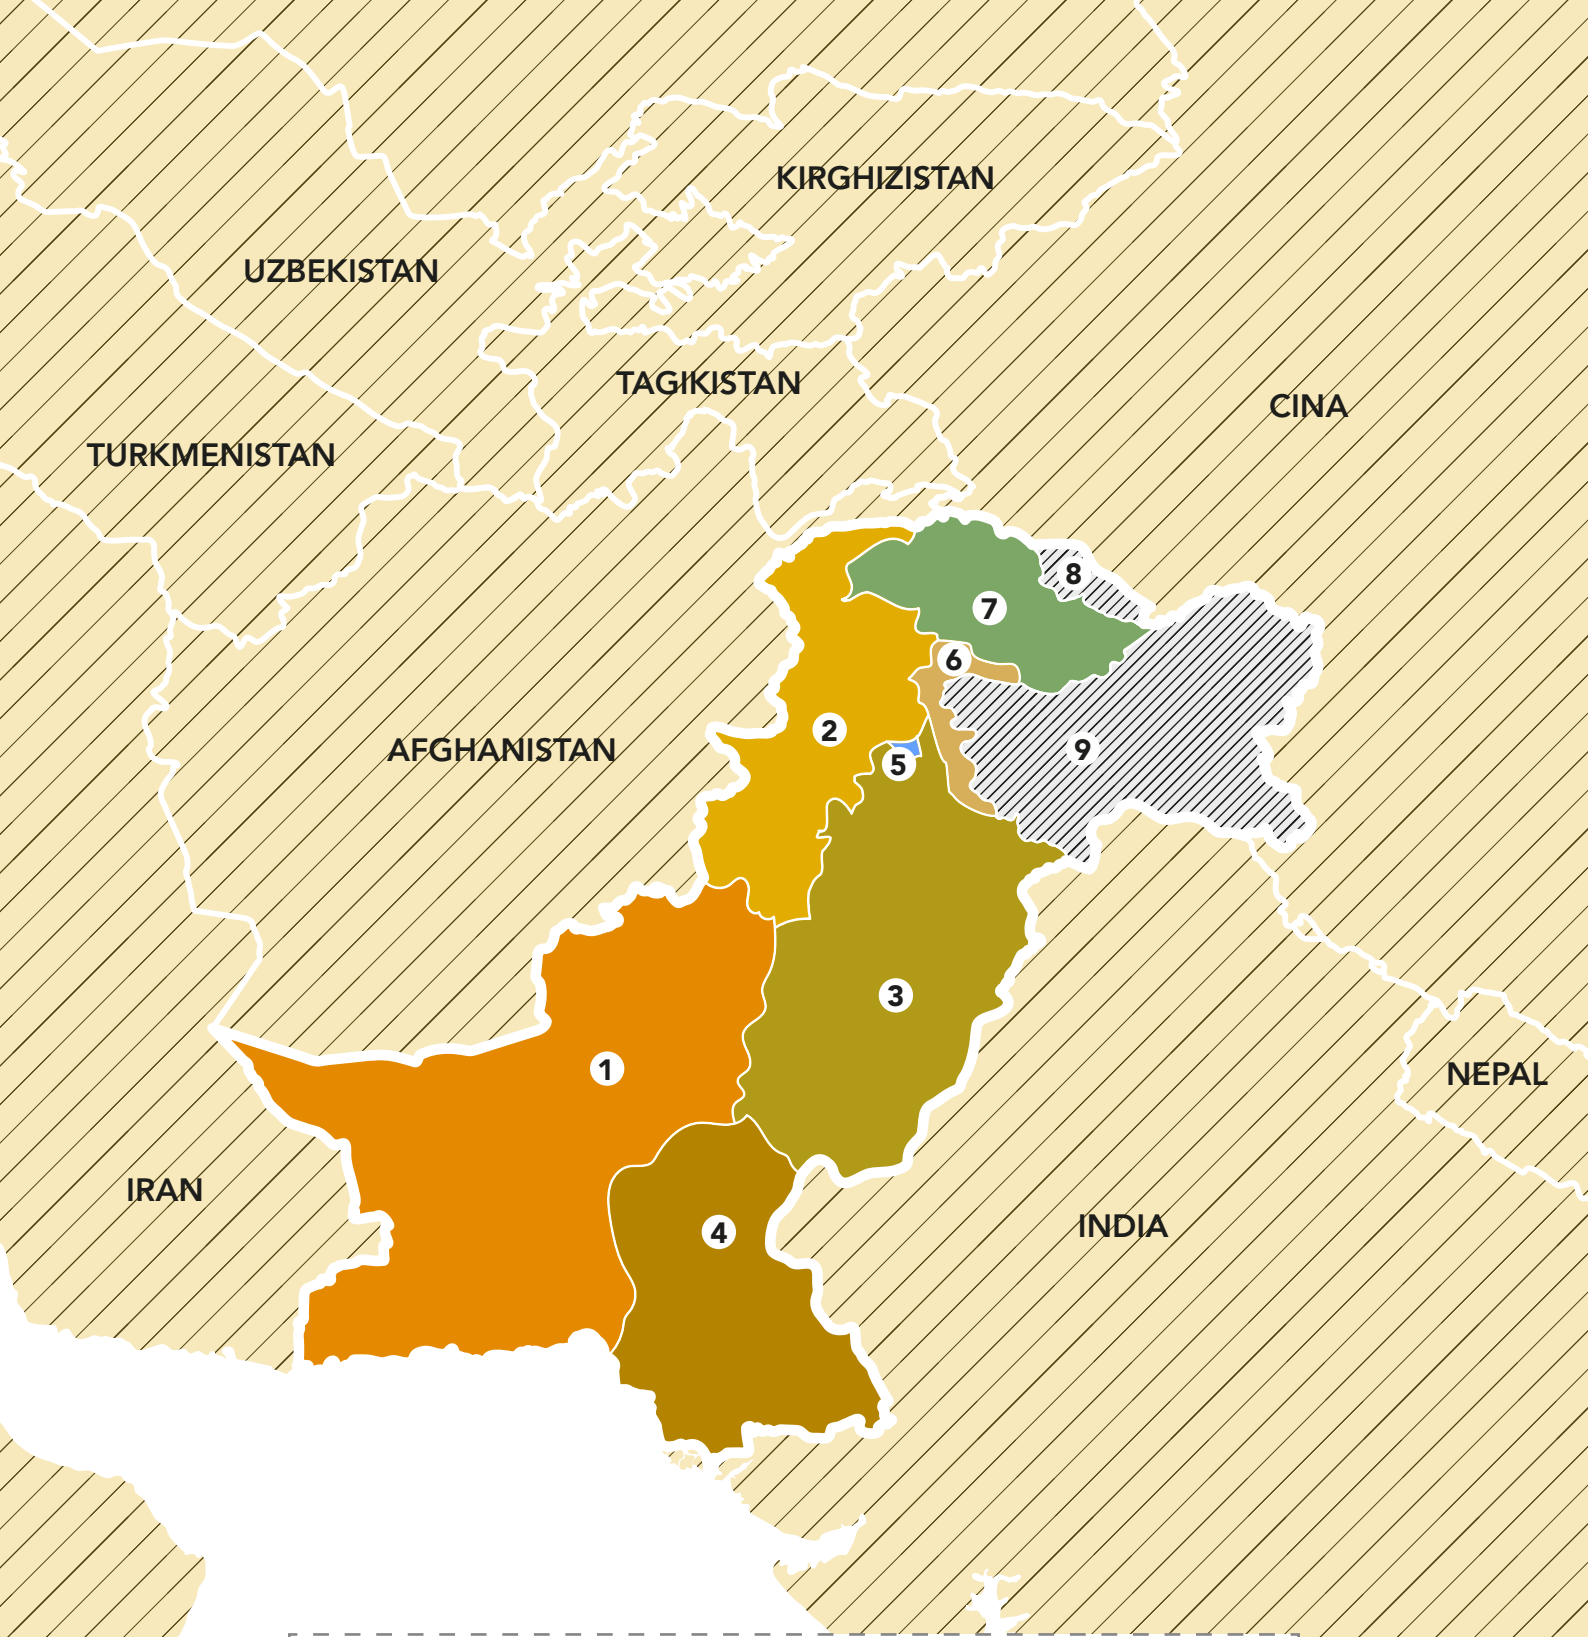 KIRGHIZISTAN
UZBEKISTAN
TAGIKISTAN
CINA
TURKMENISTAN
8
7
6
2
9
AFGHANISTAN
5
3
1
NEPAL
IRAN
INDIA
4